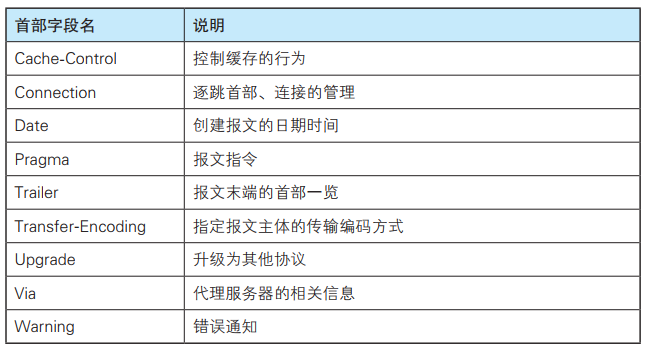 首部字段名 说明
Cache-Control 控制缓存的行为
Connection 逐跳首部、连接的管理
Date 创建报文的日期时间
Pragma 报文指令
Trailer 报文末端的首部一览
Transfer-Encoding 指定报文主体的传输编码方式
Upgrade 升级为其他协议
Via 代理服务器的相关信息
Warning 错误通知